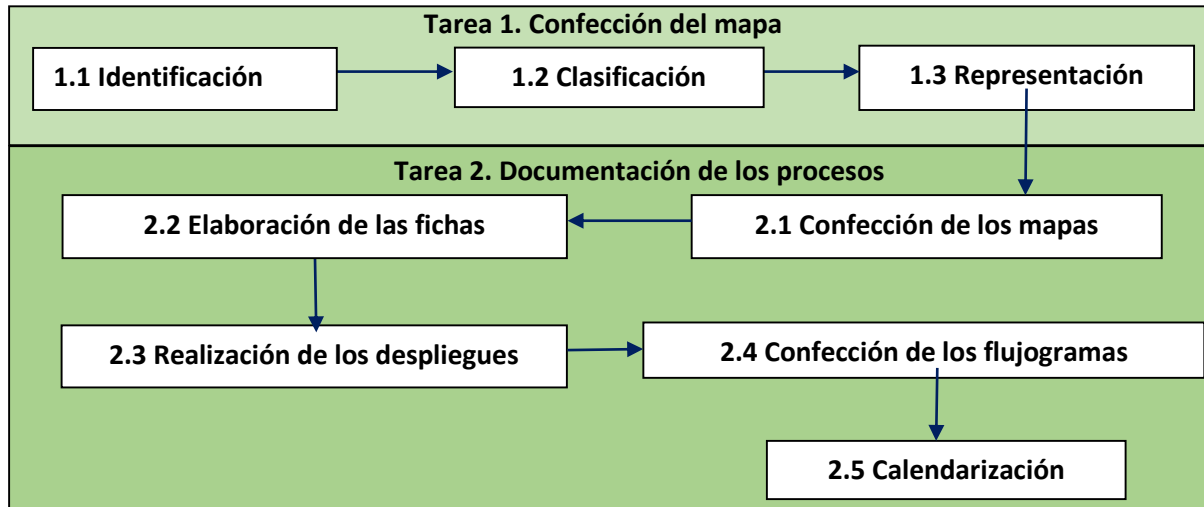 Tarea 1. Confección del mapa
1.1 Identificación
1.2 Clasificación
1.3 Representación
Tarea 2. Documentación de los procesos
2.1 Confección de los mapas
2.2 Elaboración de las fichas
2.3 Realización de los despliegues
2.4 Confección de los flujogramas
2.5 Calendarización